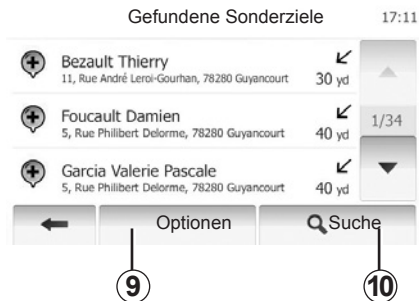 Gefundene Sonderziele 17:11
Bezault Thierry
11, Rue André Leroi-Gourhan, 78280 Guyancourt 30 yd
Foucault Damien
5, Rue Philibert Delorme, 78280 Guyancourt 40 yd
1/34
Garcia Valerie Pascale
5, Rue Philibert Delorme, 78280 Guyancourt 40 yd
Optionen Suche
9 10